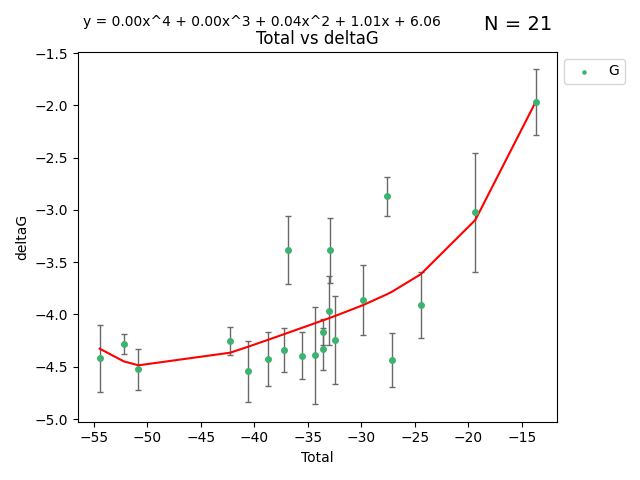 y = 0.00x^4 + 0.00x^3 + 0.04x^2 + 1.01x + 6.06
N = 21
Total vs deltaG
G
−1.5
−2.0
−2.5
−3.0
−3.5
−4.0
−4.5
−5.0
deltaG
−55 −50 −45 −40 −35 −30 −25 −20 −15
Total